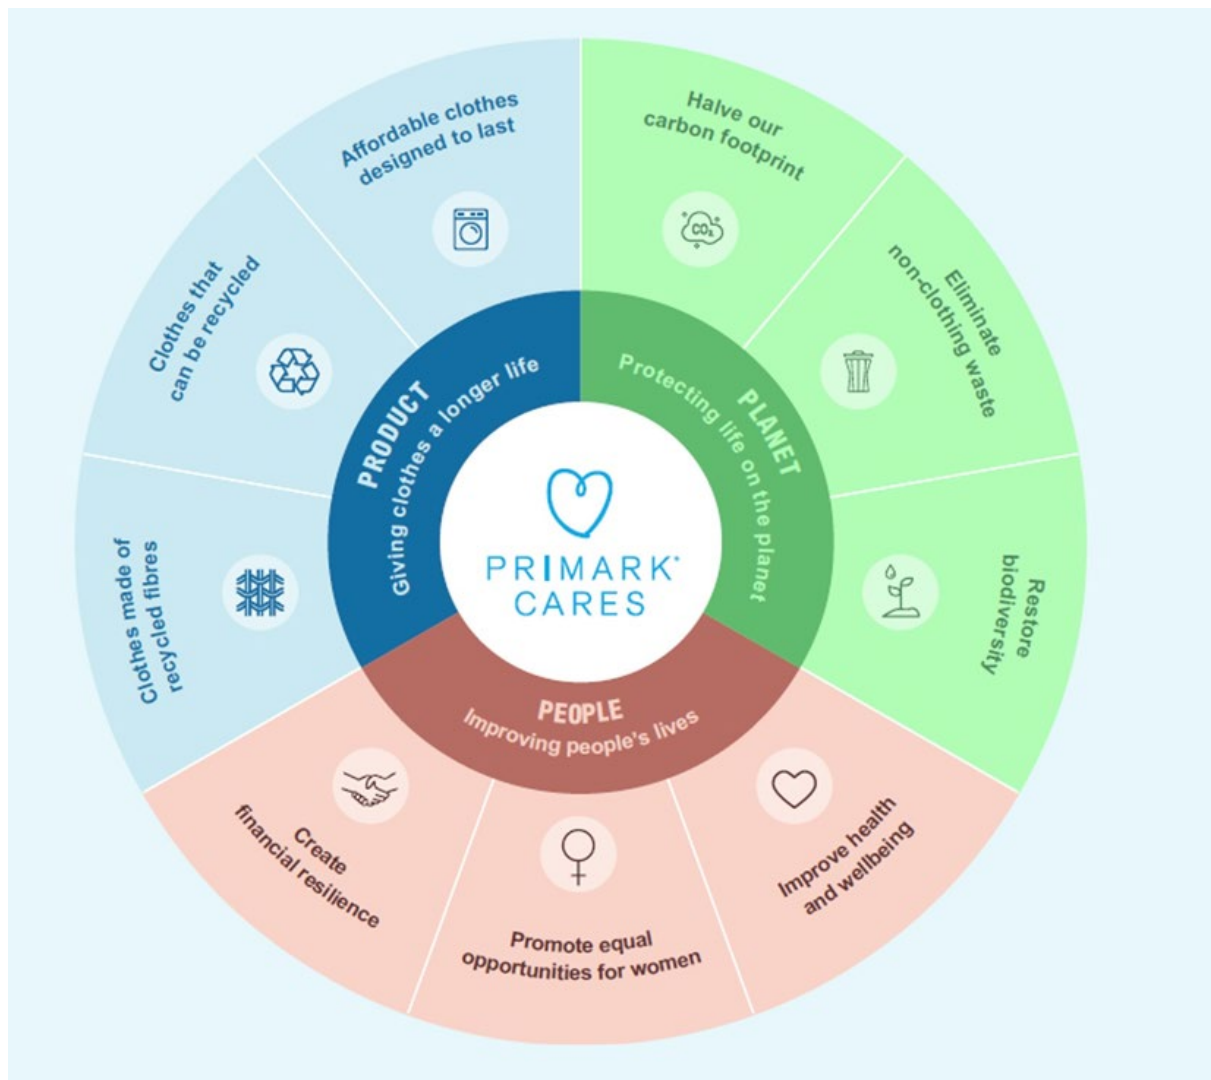 Affordable clothes
designed to last
Halve our
carbon footprint
CO₂
Clothes that
can be recycled
Eliminate
non-clothing waste
PRODUCT
Giving clothes a longer life
PLANET
Protecting life on the planet
PRIMARK®
CARES
Clothes made of
recycled fibres
Restore
biodiversity
PEOPLE
Improving people's lives
Create
financial resilience
Promote equal
opportunities for women
Improve health
and wellbeing